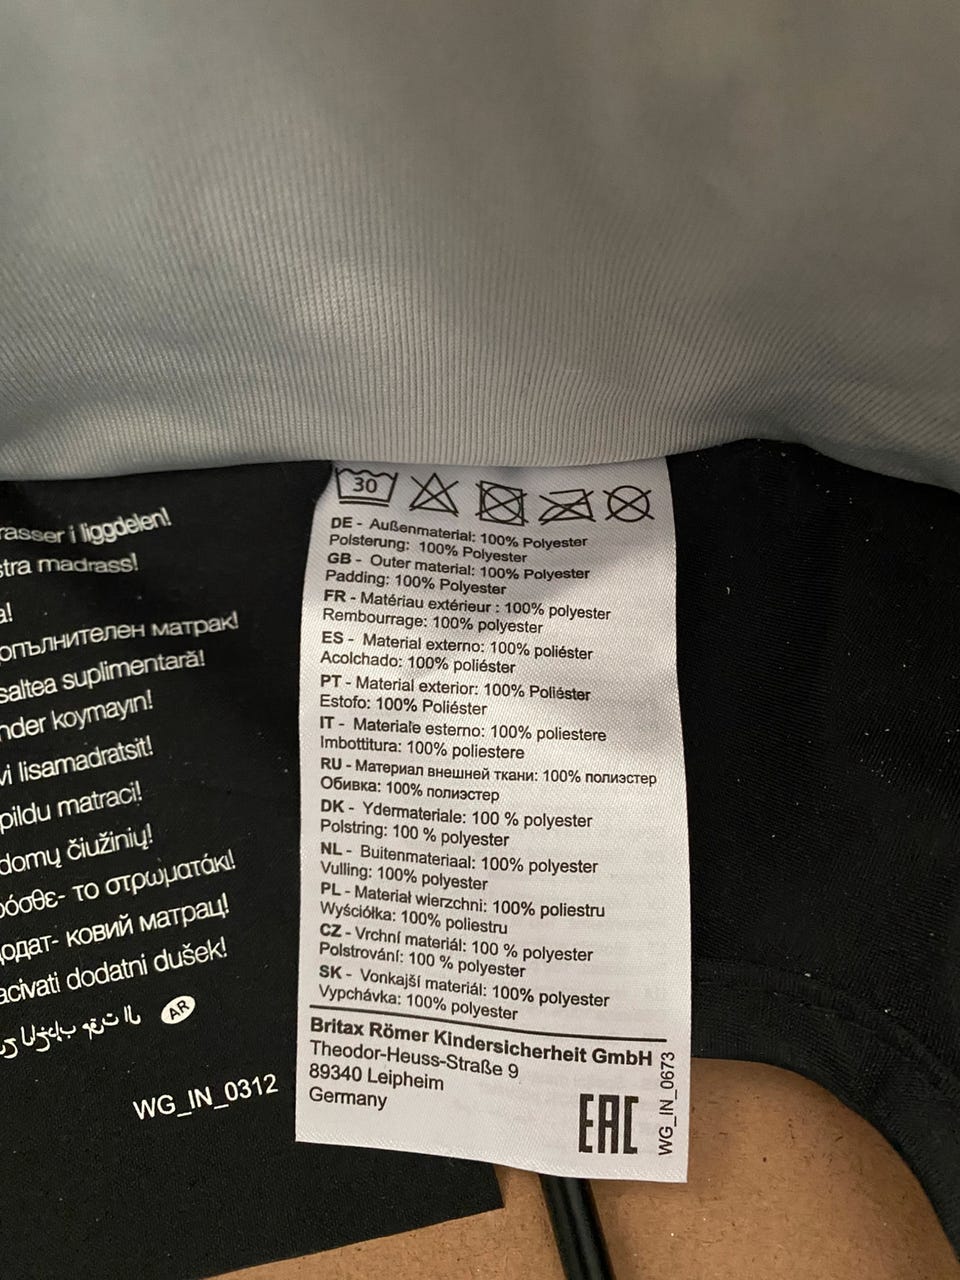 rasser i liggdelen!
stra madrass!
a!
опълнителен матрак!
saltea suplimentară!
nder koymayın!
vi lisamadratsit!
pildu matraci!
domų čiužinių!
ρόσθε- το στρωματάκι!
одат- ковий матрац!
acivati dodatni dušek!
AR
WG_IN_0312
30
DE - Außenmaterial: 100% Polyester
Polsterung: 100% Polyester
GB - Outer material: 100% Polyester
Padding: 100% Polyester
FR - Matériau extérieur : 100% polyester
Rembourrage: 100% polyester
ES - Material externo: 100% poliéster
Acolchado: 100% poliéster
PT - Material exterior: 100% Poliéster
Estofo: 100% Poliéster
IT - Materiale esterno: 100% poliestere
Imbottitura: 100% poliestere
RU - Материал внешней ткани: 100% полиэстер
Обивка: 100% полиэстер
DK - Ydermateriale: 100 % polyester
Polstring: 100 % polyester
NL - Buitenmateriaal: 100% polyester
Vulling: 100% polyester
PL - Materiał wierzchni: 100% poliestru
Wyściółka: 100% poliestru
CZ - Vrchní materiál: 100 % polyester
Polstrování: 100 % polyester
SK - Vonkajší materiál: 100% polyester
Vypchávka: 100% polyester
Britax Römer Kindersicherheit GmbH
Theodor-Heuss-Straße 9
89340 Leipheim
Germany
EAC
WG_IN_0673